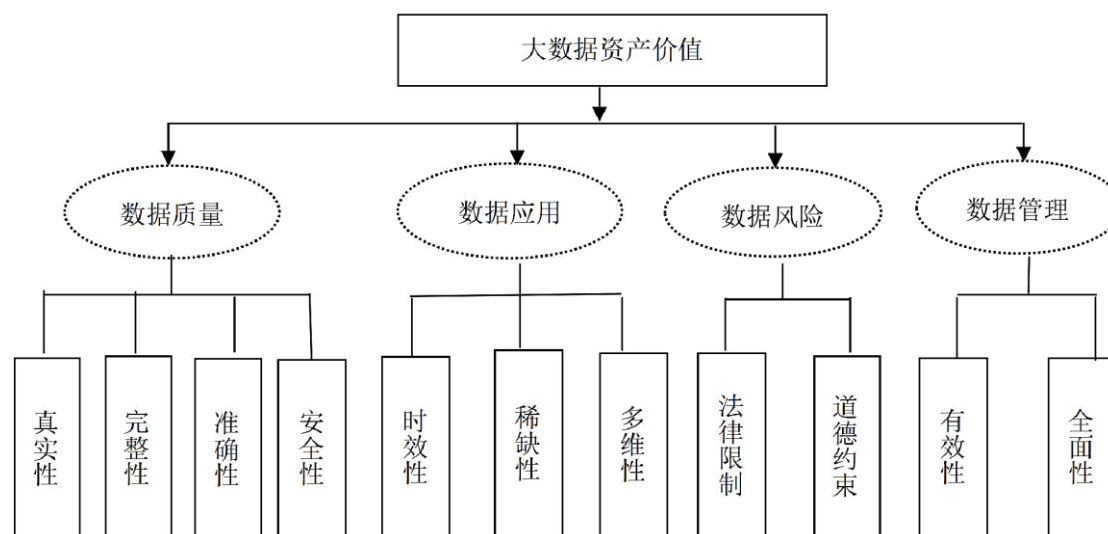 大数据资产价值
数据质量
数据应用
数据风险
数据管理
真实性
完整性
准确性
安全性
时效性
稀缺性
多维性
法律限制
道德约束
有效性
全面性